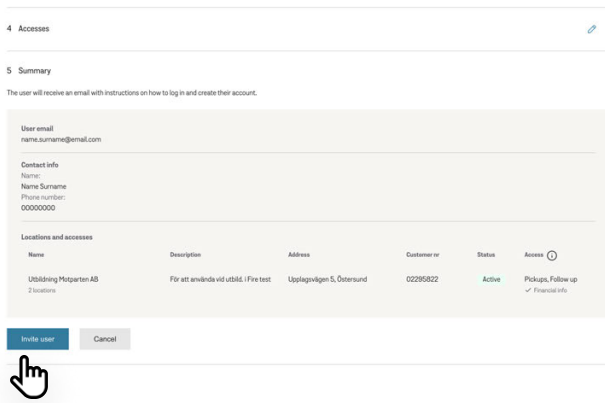 4 Accesses
5 Summary
The user will receive an email with instructions on how to log in and create their account.
User email
name.surname@email.com
Contact info
Name:
Name Surname
Phone number:
00000000
Locations and accesses
Name Description Address Customer nr Status Access
Utbildning Motparten AB För att använda vid utbild. i Fire test Upplagsvägen 5, Östersund 02295822 Active Pickups, Follow up
2 locations Financial info
Invite user Cancel